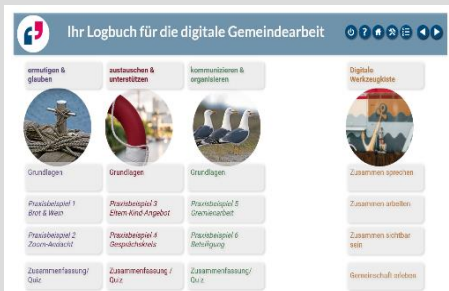 Ihr Logbuch für die digitale Gemeindearbeit
ermutigen &
glauben
austauschen &
unterstützen
kommunizieren &
organisieren
Digitale
Werkzeugkiste
Grundlagen
Grundlagen
Grundlagen
Zusammen sprechen
Praxisbeispiel 1
Brot & Wein
Praxisbeispiel 3
Eltern-Kind-Angebot
Praxisbeispiel 5
Gremienarbeit
Zusammen arbeiten
Praxisbeispiel 2
Zoom-Andacht
Praxisbeispiel 4
Gesprächskreis
Praxisbeispiel 6
Beteiligung
Zusammen sichtbar
sein
Zusammenfassung/
Quiz
Zusammenfassung /
Quiz
Zusammenfassung/
Quiz
Gemeinschaft erleben